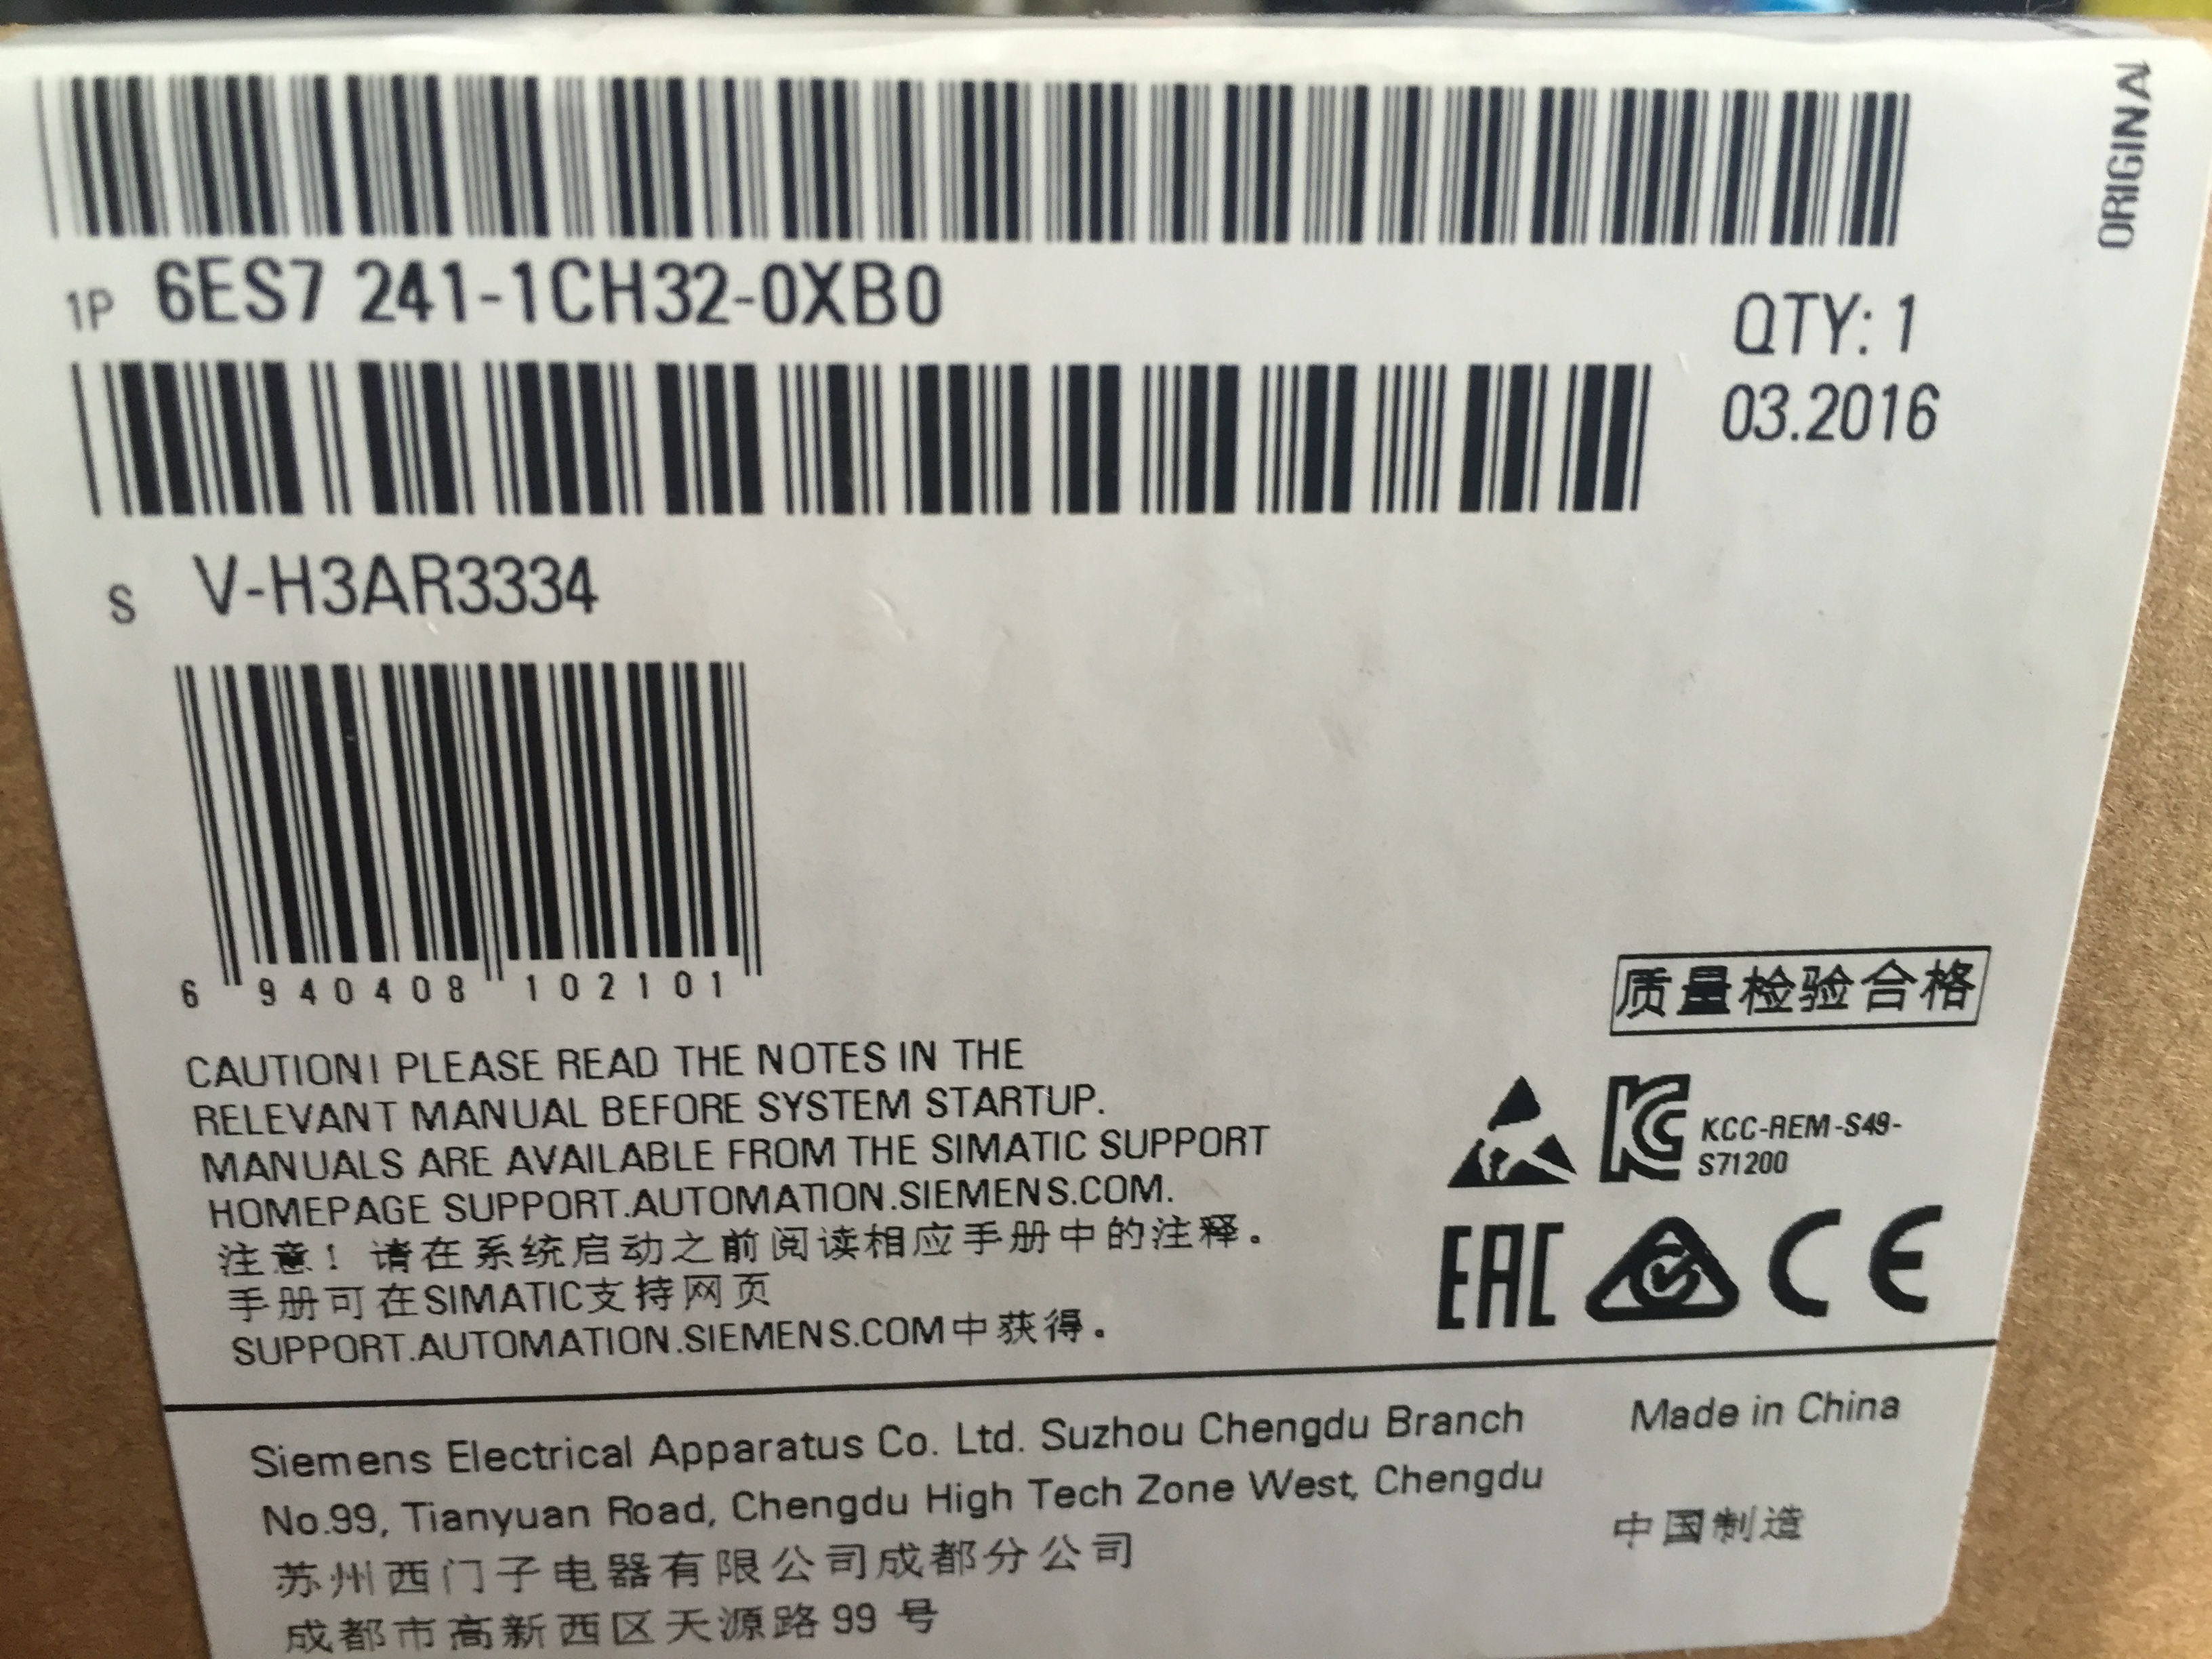 ORIGINA
1P 6ES7 241-1CH32-0XB0
QTY: 1
03.2016
S V-H3AR3334
6 940408 102101
质量检验合格
CAUTION! PLEASE READ THE NOTES IN THE
RELEVANT MANUAL BEFORE SYSTEM STARTUP.
MANUALS ARE AVAILABLE FROM THE SIMATIC SUPPORT
HOMEPAGE SUPPORT.AUTOMATION.SIEMENS.COM.
注意！请在系统启动之前阅读相应手册中的注释。
手册可在SIMATIC支持网页
SUPPORT.AUTOMATION.SIEMENS.COM中获得。
KCC-REM-S49-
S71200
EAC
CE
Siemens Electrical Apparatus Co. Ltd. Suzhou Chengdu Branch
No.99, Tianyuan Road, Chengdu High Tech Zone West, Chengdu
苏州西门子电器有限公司成都分公司
成都市高新西区天源路99号
Made in China
中国制造